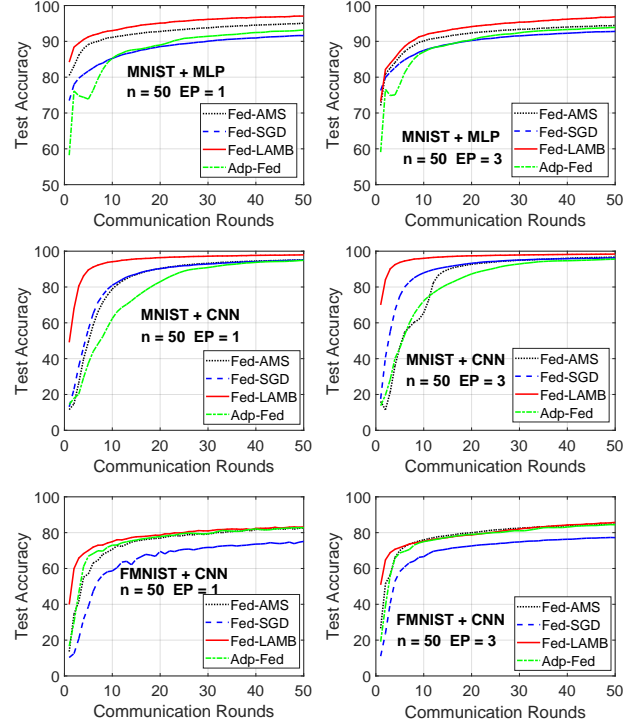 100
90
80
70
60
50
Test Accuracy
MNIST + MLP
n = 50 EP = 1
Fed-AMS
Fed-SGD
Fed-LAMB
Adp-Fed
0 10 20 30 40 50
Communication Rounds
100
90
80
70
60
50
Test Accuracy
MNIST + MLP
n = 50 EP = 3
Fed-AMS
Fed-SGD
Fed-LAMB
Adp-Fed
0 10 20 30 40 50
Communication Rounds
100
80
60
40
20
0
Test Accuracy
MNIST + CNN
n = 50 EP = 1
Fed-AMS
Fed-SGD
Fed-LAMB
Adp-Fed
0 10 20 30 40 50
Communication Rounds
100
80
60
40
20
0
Test Accuracy
MNIST + CNN
n = 50 EP = 3
Fed-AMS
Fed-SGD
Fed-LAMB
Adp-Fed
0 10 20 30 40 50
Communication Rounds
100
80
60
40
20
0
Test Accuracy
FMNIST + CNN
n = 50 EP = 1
Fed-AMS
Fed-SGD
Fed-LAMB
Adp-Fed
0 10 20 30 40 50
Communication Rounds
100
80
60
40
20
0
Test Accuracy
FMNIST + CNN
n = 50 EP = 3
Fed-AMS
Fed-SGD
Fed-LAMB
Adp-Fed
0 10 20 30 40 50
Communication Rounds